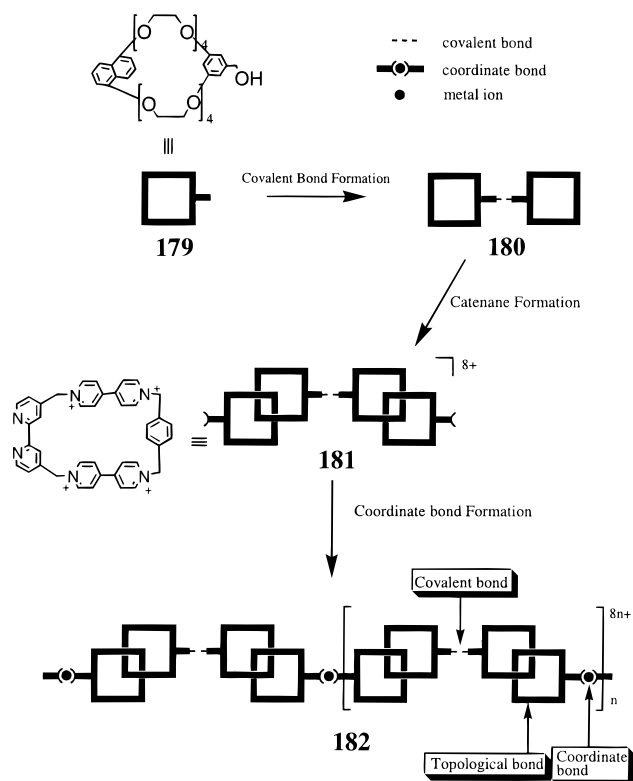 O
O
4
OH
O
O
4
covalent bond
coordinate bond
metal ion
Covalent Bond Formation
179
180
Catenane Formation
8+
N
N
N
+
N
+
N
+
N
+
181
Coordinate bond Formation
Covalent bond
8n+
n
182
Topological bond
Coordinate
bond